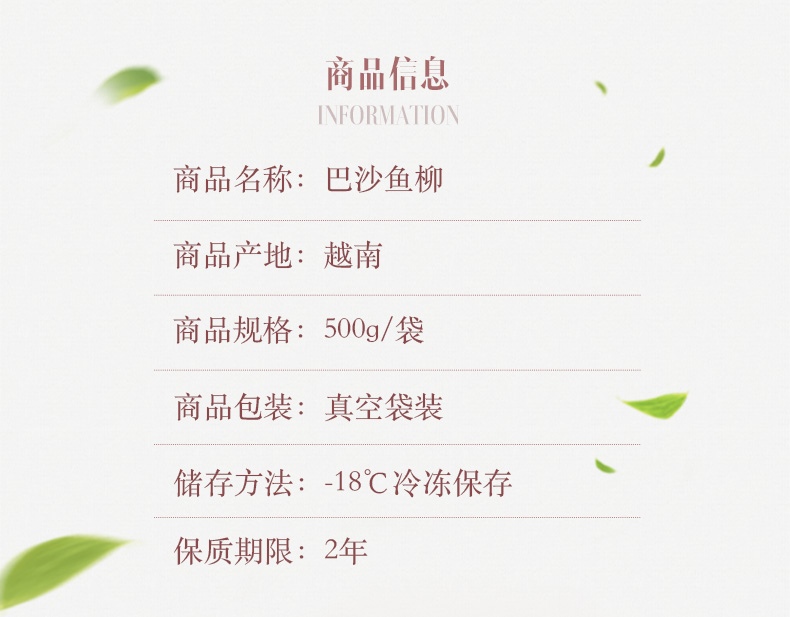 商品信息
INFORMATION
商品名称：巴沙鱼柳
商品产地：越南
商品规格：500g/袋
商品包装：真空袋装
储存方法：-18℃冷冻保存
保质期限：2年